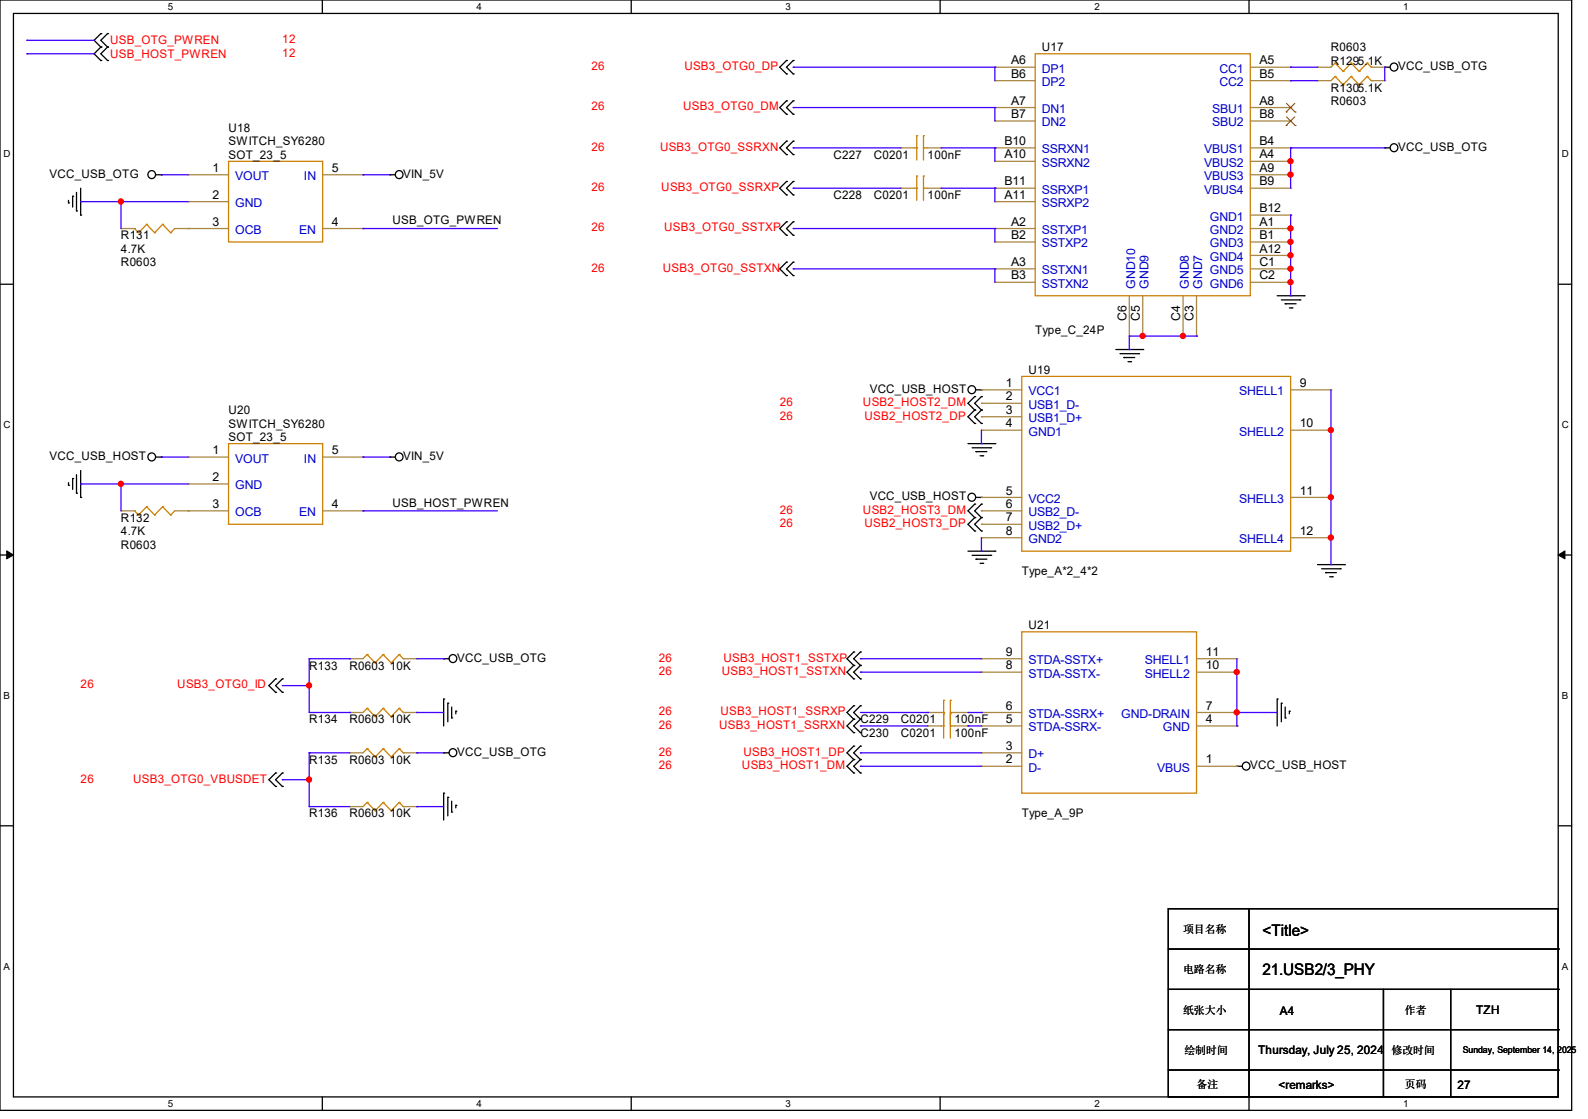 5 4 3 2 1
USB_OTG_PWREN 12
USB_HOST_PWREN 12
D
U18
SWITCH_SY6280
SOT_23_5
VCC_USB_OTG 1 VOUT IN 5 VIN_5V
2 GND
3 OCB EN 4 USB_OTG_PWREN
R131
4.7K
R0603
26 USB3_OTG0_DP
26 USB3_OTG0_DM
26 USB3_OTG0_SSRXN C227 C0201 100nF
26 USB3_OTG0_SSRXP C228 C0201 100nF
26 USB3_OTG0_SSTXP
26 USB3_OTG0_SSTXN
U17
A6 DP1
B6 DP2
A7 DN1
B7 DN2
B10 SSRXN1
A10 SSRXN2
B11 SSRXP1
A11 SSRXP2
A2 SSTXP1
B2 SSTXP2
A3 SSTXN1
B3 SSTXN2
CC1 A5
CC2 B5
SBU1 A8
SBU2 B8
VBUS1 B4
VBUS2 A4
VBUS3 A9
VBUS4 B9
GND1 B12
GND2 A1
GND3 B1
GND4 A12
GND5 C1
GND6 C2
GND10 GND9 GND8 GND7
C6 C5 C4 C3
Type_C_24P
R0603
R129 5.1K VCC_USB_OTG
R130 5.1K
R0603
VCC_USB_OTG
D
C
U20
SWITCH_SY6280
SOT_23_5
VCC_USB_HOST 1 VOUT IN 5 VIN_5V
2 GND
3 OCB EN 4 USB_HOST_PWREN
R132
4.7K
R0603
U19
VCC_USB_HOST 1 VCC1 SHELL1 9
26 USB2_HOST2_DM 2 USB1_D-
26 USB2_HOST2_DP 3 USB1_D+
4 GND1 SHELL2 10
VCC_USB_HOST 5 VCC2 SHELL3 11
26 USB2_HOST3_DM 6 USB2_D-
26 USB2_HOST3_DP 7 USB2_D+
8 GND2 SHELL4 12
Type_A*2_4*2
C
B
26 USB3_OTG0_ID
R133 R0603 10K VCC_USB_OTG
R134 R0603 10K
26 USB3_OTG0_VBUSDET
R135 R0603 10K VCC_USB_OTG
R136 R0603 10K
U21
26 USB3_HOST1_SSTXP 9 STDA-SSTX+ SHELL1 11
26 USB3_HOST1_SSTXN 8 STDA-SSTX- SHELL2 10
26 USB3_HOST1_SSRXP C229 C0201 100nF 6 STDA-SSRX+ GND-DRAIN 7
26 USB3_HOST1_SSRXN C230 C0201 100nF 5 STDA-SSRX- GND 4
26 USB3_HOST1_DP 3 D+
26 USB3_HOST1_DM 2 D- VBUS 1 VCC_USB_HOST
Type_A_9P
B
A
项目名称 <Title>
电路名称 21.USB2/3_PHY
纸张大小 A4 作者 TZH
绘制时间 Thursday, July 25, 2024 修改时间 Sunday, September 14, 2025
备注 <remarks> 页码 27
A
5 4 3 2 1